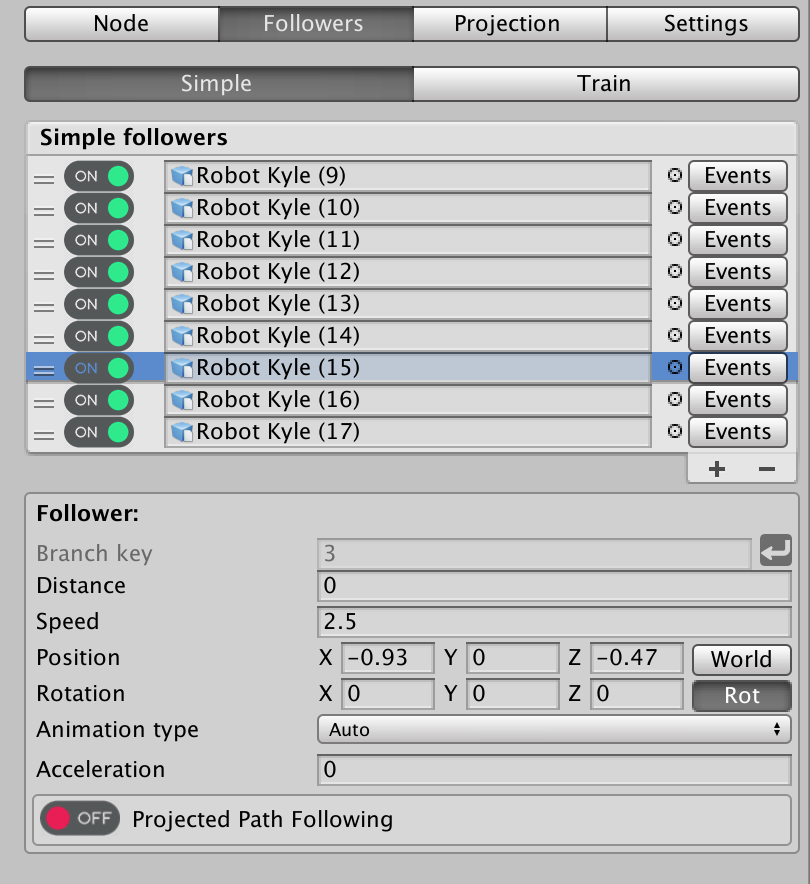 Node Followers Projection Settings
Simple Train
Simple followers
ON Robot Kyle (9) Events
ON Robot Kyle (10) Events
ON Robot Kyle (11) Events
ON Robot Kyle (12) Events
ON Robot Kyle (13) Events
ON Robot Kyle (14) Events
ON Robot Kyle (15) Events
ON Robot Kyle (16) Events
ON Robot Kyle (17) Events
+ −
Follower:
Branch key 3
Distance 0
Speed 2.5
Position X −0.93 Y 0 Z −0.47 World
Rotation X 0 Y 0 Z 0 Rot
Animation type Auto
Acceleration 0
OFF Projected Path Following